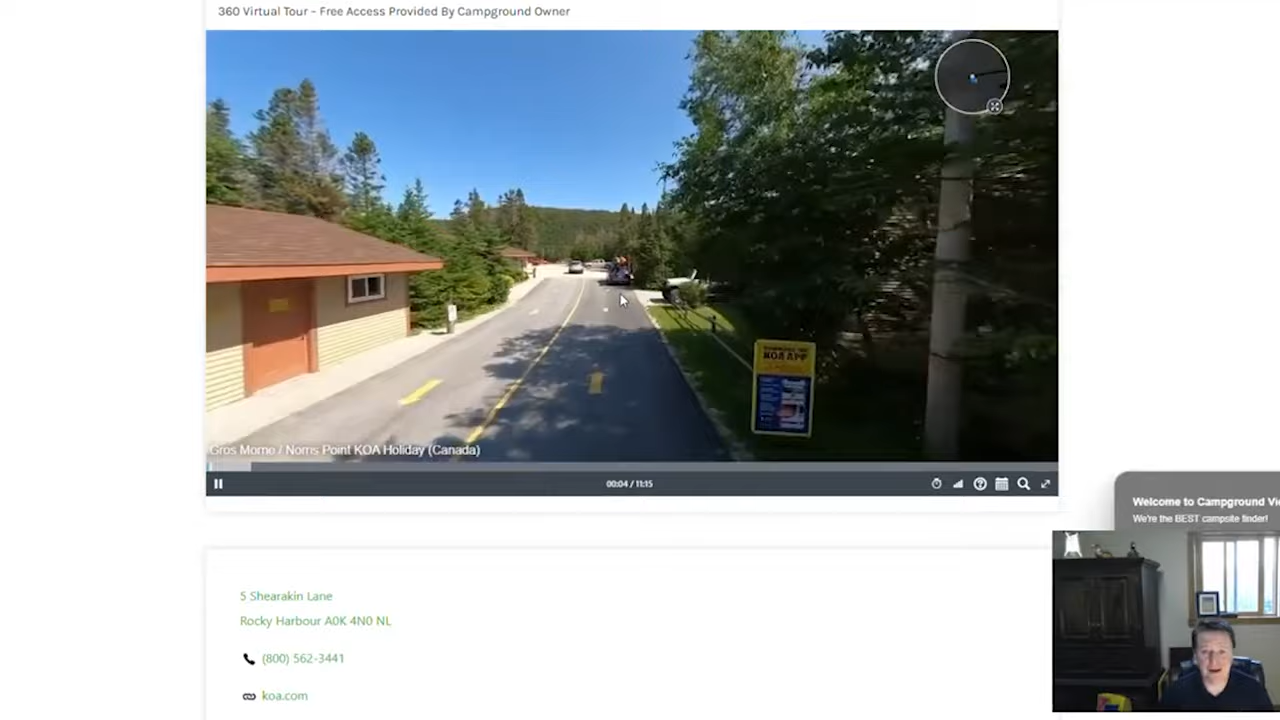 360 Virtual Tour – Free Access Provided By Campground Owner
KOA APP
Gros Morne / Norris Point KOA Holiday (Canada)
00:04 / 11:15
Welcome to Campground Vi
We're the BEST campsite finder!
5 Shearakin Lane
Rocky Harbour A0K 4N0 NL
(800) 562-3441
koa.com